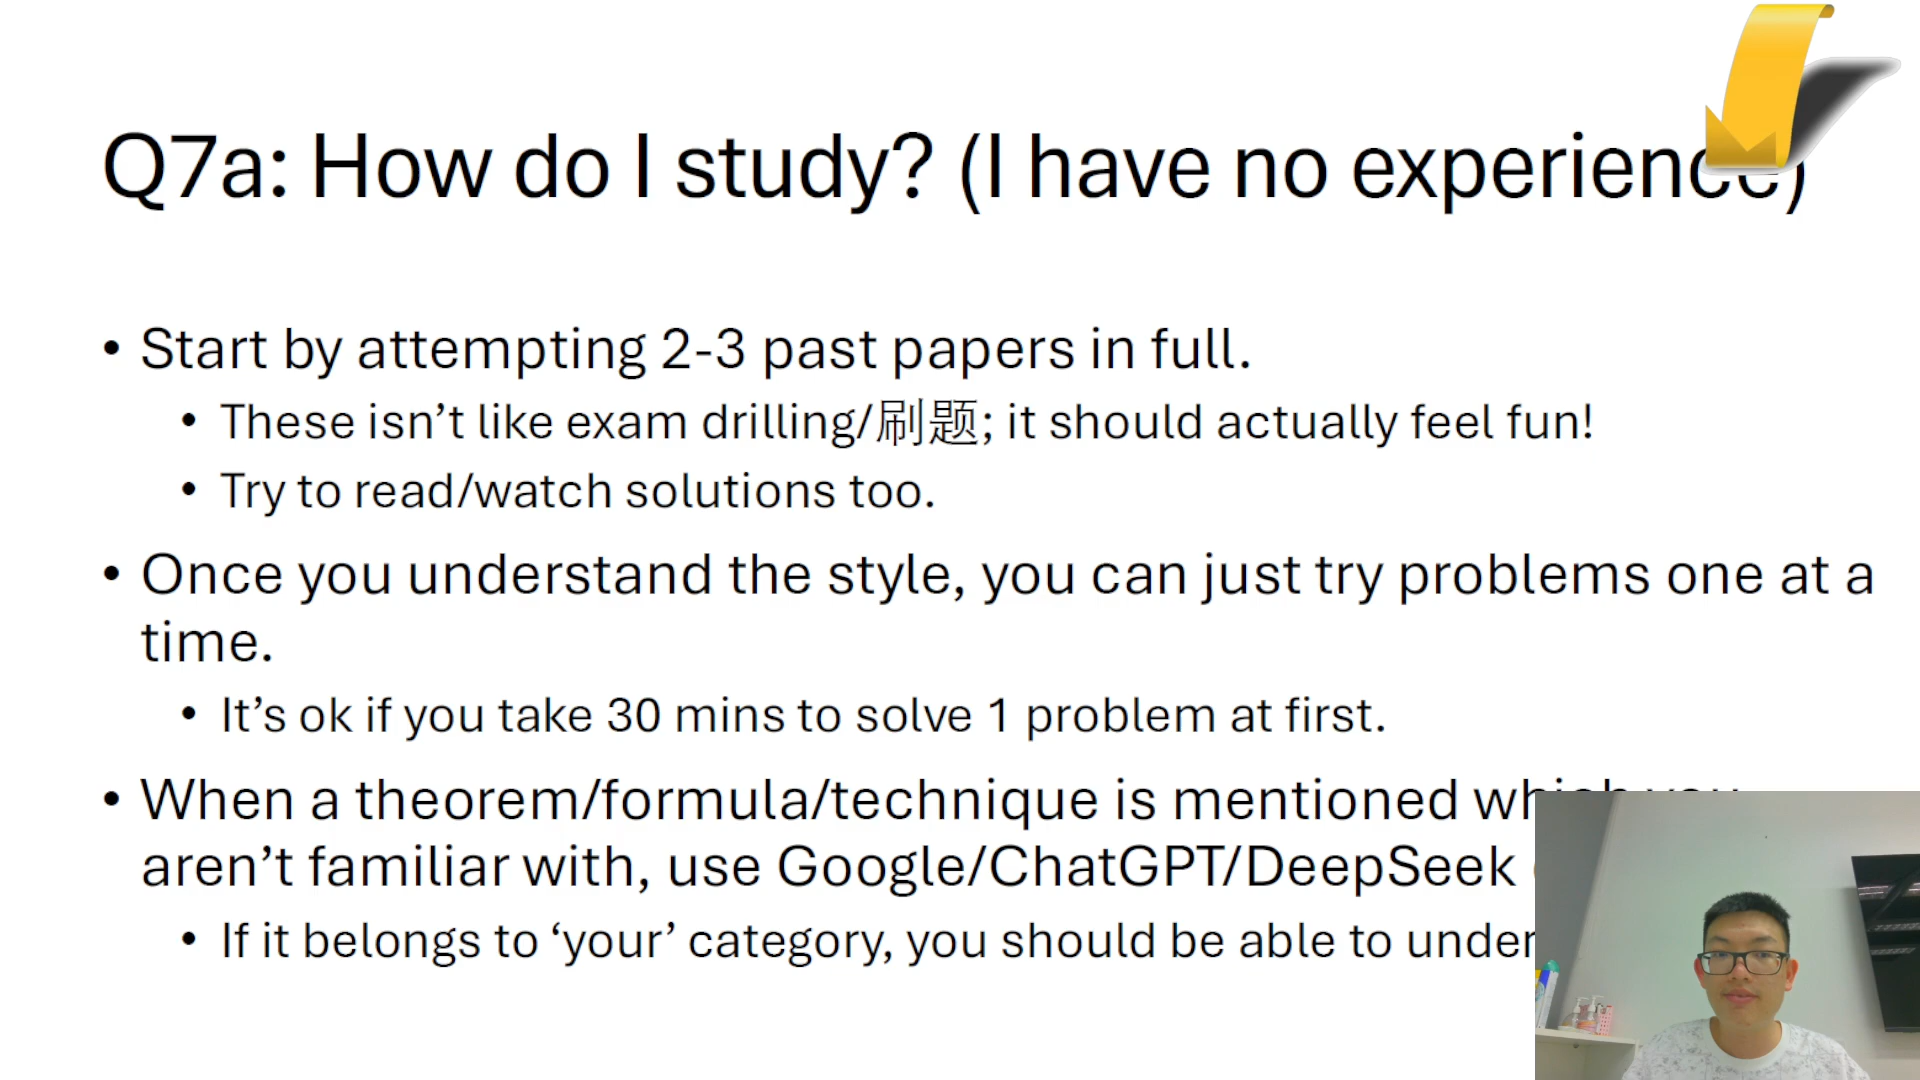 Q7a: How do I study? (I have no experience)
• Start by attempting 2-3 past papers in full.
• These isn’t like exam drilling/刷题; it should actually feel fun!
• Try to read/watch solutions too.
• Once you understand the style, you can just try problems one at a
time.
• It’s ok if you take 30 mins to solve 1 problem at first.
• When a theorem/formula/technique is mentioned which you
aren’t familiar with, use Google/ChatGPT/DeepSeek
• If it belongs to ‘your’ category, you should be able to